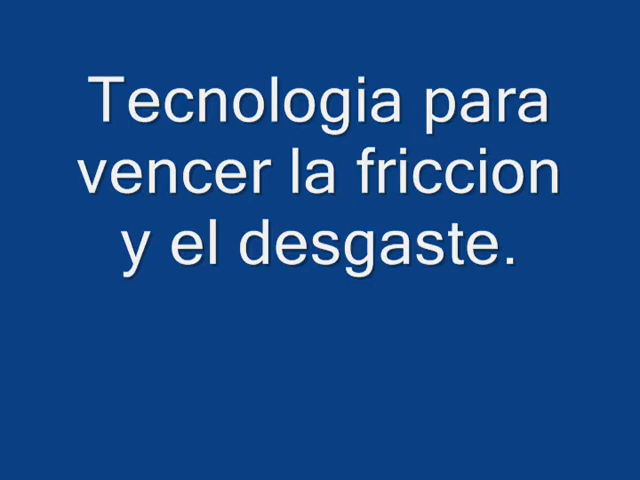 Tecnologia para
vencer la friccion
y el desgaste.